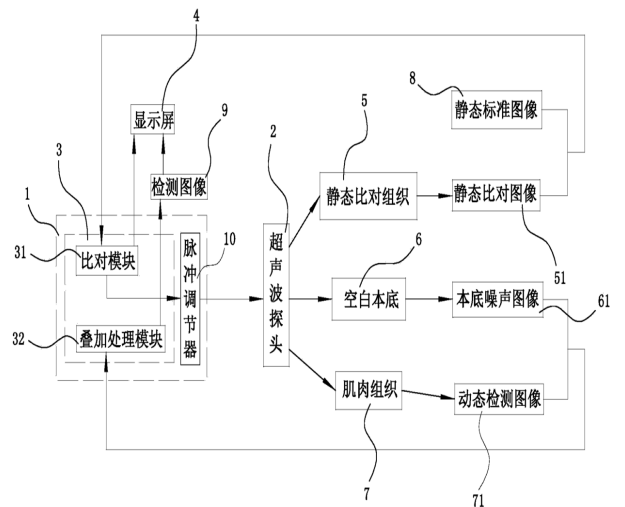 4
8
显示屏
9
2
5
静态标准图像
3
检测图像
静态比对组织
静态比对图像
1
31
比对模块
脉冲调节器
10
超声波探头
6
51
空白本底
本底噪声图像
61
32
叠加处理模块
肌肉组织
动态检测图像
7
71